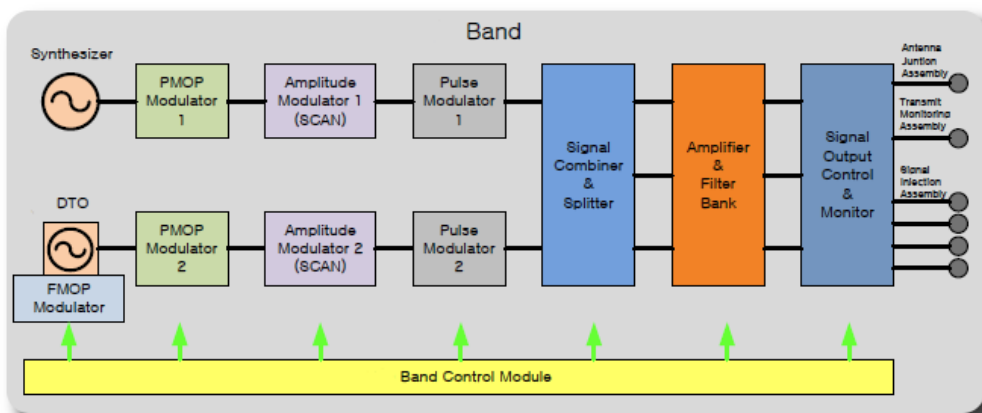 Band
Synthesizer
PMOP
Modulator
1
Amplitude
Modulator 1
(SCAN)
Pulse
Modulator
1
Signal
Combiner
&
Splitter
Amplifier
&
Filter
Bank
Signal
Output
Control
&
Monitor
Antenna
Juntion
Assembly
Transmit
Monitoring
Assembly
Signal
Injection
Assembly
DTO
FMOP
Modulator
PMOP
Modulator
2
Amplitude
Modulator 2
(SCAN)
Pulse
Modulator
2
Band Control Module